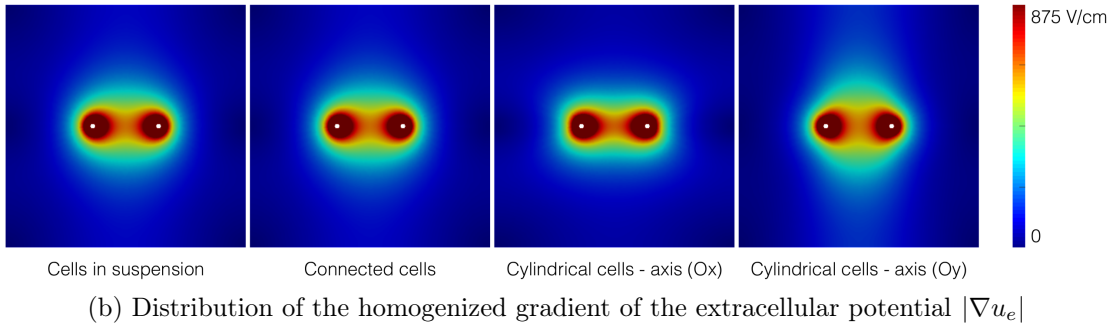 875 V/cm
0
Cells in suspension
Connected cells
Cylindrical cells - axis (Ox)
Cylindrical cells - axis (Oy)
(b) Distribution of the homogenized gradient of the extracellular potential |∇u_e|